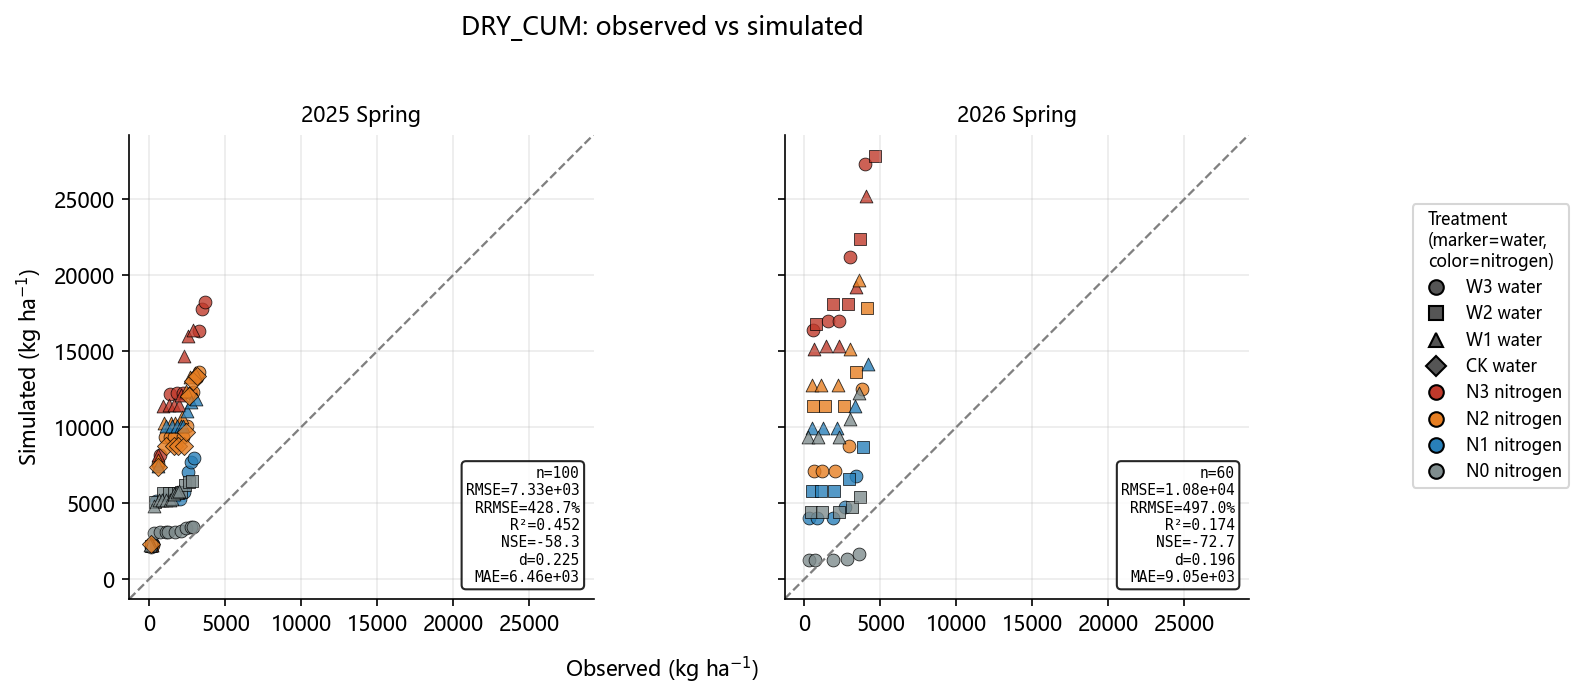 DRY_CUM: observed vs simulated
2025 Spring
2026 Spring
Simulated (kg ha⁻¹)
25000
20000
15000
10000
5000
0
n=100
RMSE=7.33e+03
RRMSE=428.7%
R²=0.452
NSE=-58.3
d=0.225
MAE=6.46e+03
0 5000 10000 15000 20000 25000
n=60
RMSE=1.08e+04
RRMSE=497.0%
R²=0.174
NSE=-72.7
d=0.196
MAE=9.05e+03
0 5000 10000 15000 20000 25000
Observed (kg ha⁻¹)
Treatment
(marker=water,
color=nitrogen)
W3 water
W2 water
W1 water
CK water
N3 nitrogen
N2 nitrogen
N1 nitrogen
N0 nitrogen